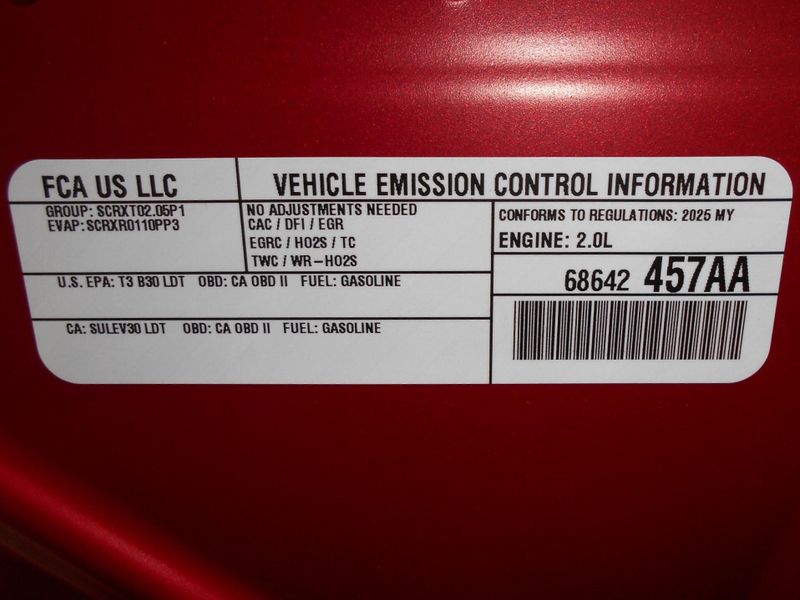 FCA US LLC
VEHICLE EMISSION CONTROL INFORMATION
GROUP: SCRXT02.05P1
EVAP: SCRXR0110PP3
NO ADJUSTMENTS NEEDED
CAC / DFI / EGR
EGRC / HO2S / TC
TWC / WR-HO2S
CONFORMS TO REGULATIONS: 2025 MY
ENGINE: 2.0L
68642 457AA
U.S. EPA: T3 B30 LDT OBD: CA OBD II FUEL: GASOLINE
CA: SULEV30 LDT OBD: CA OBD II FUEL: GASOLINE